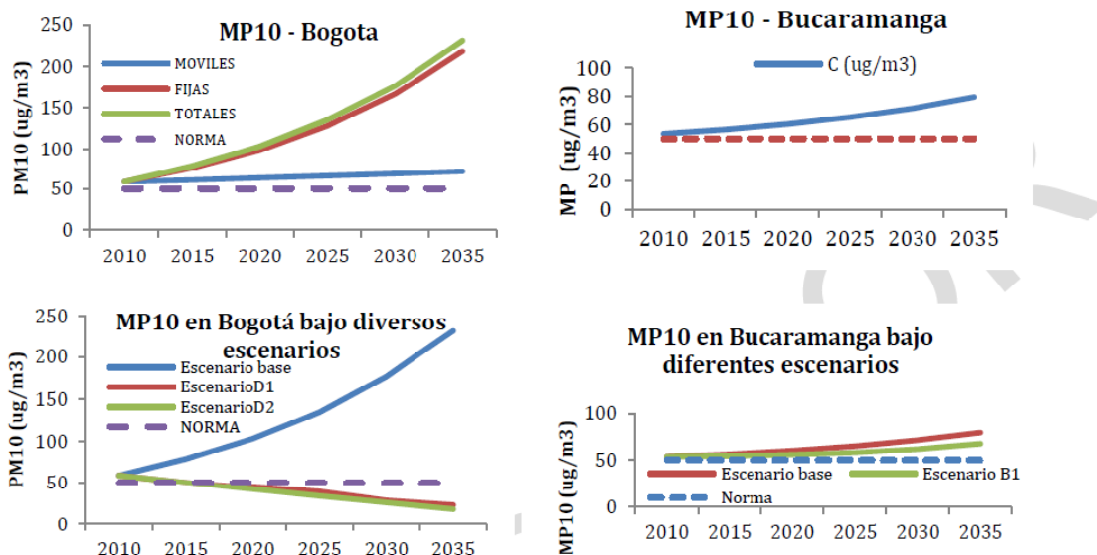 MP10 - Bogota
PM10 (ug/m3)
250
200
150
100
50
0
MOVILES
FIJAS
TOTALES
NORMA
2010 2015 2020 2025 2030 2035
MP10 - Bucaramanga
C (ug/m3)
MP (ug/m3)
100
80
60
40
20
0
2010 2015 2020 2025 2030 2035
MP10 en Bogotá bajo diversos
escenarios
PM10 (ug/m3)
250
200
150
100
50
0
Escenario base
EscenarioD1
EscenarioD2
NORMA
2010 2015 2020 2025 2030 2035
MP10 en Bucaramanga bajo
diferentes escenarios
MP10 (ug/m3)
100
50
0
Escenario base Escenario B1
Norma
2010 2015 2020 2025 2030 2035